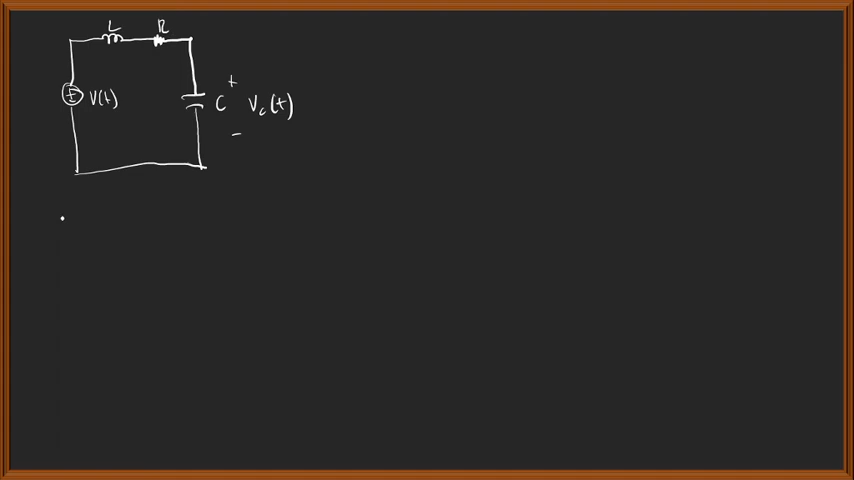 L R
+
V(t)
+
C Vc(t)
-